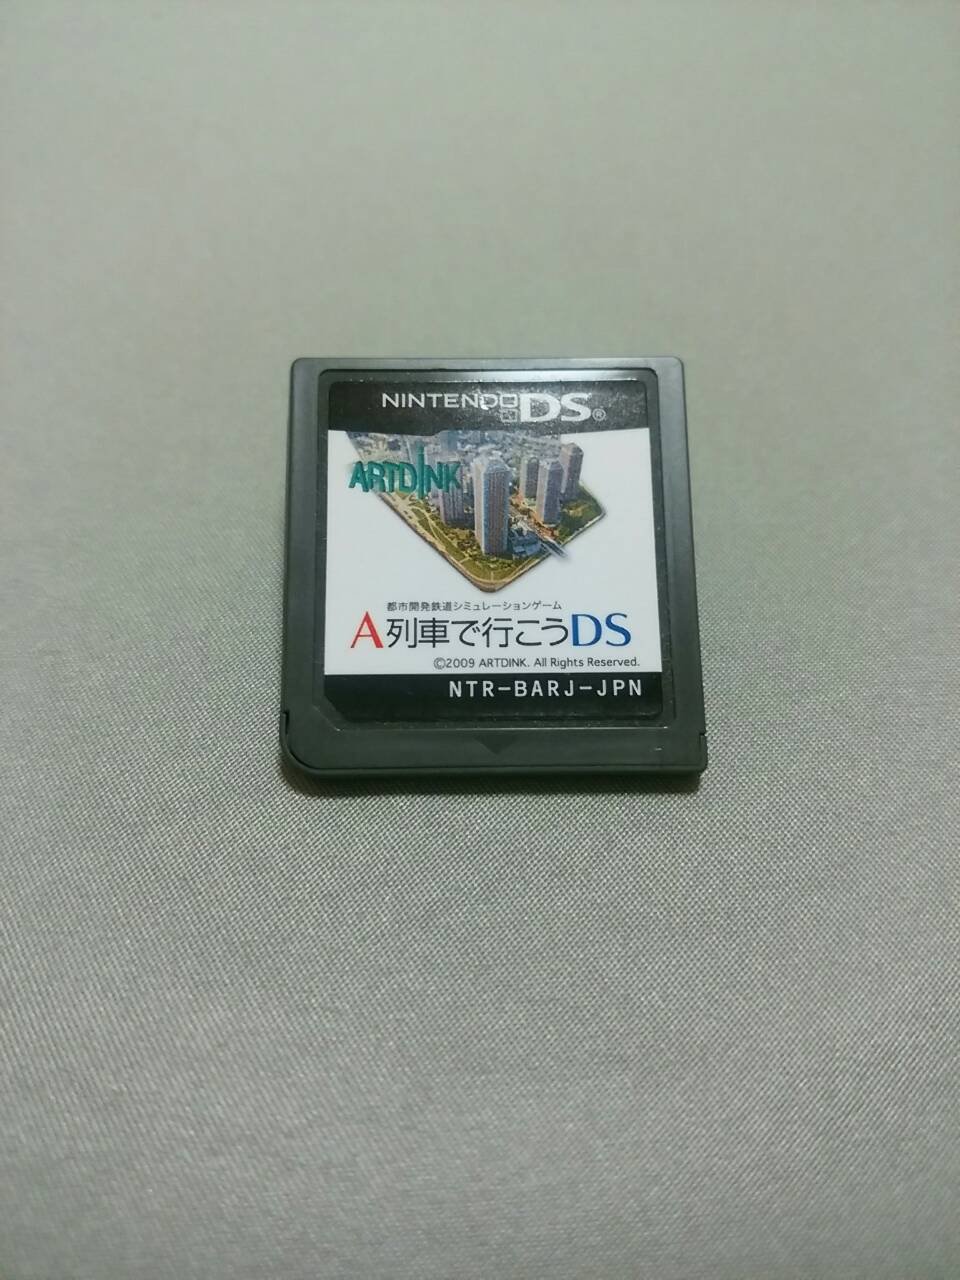 NINTENDO DS®
ARTDINK
都市開発鉄道シミュレーションゲーム
A列車で行こうDS
©2009 ARTDINK. All Rights Reserved.
NTR-BARJ-JPN